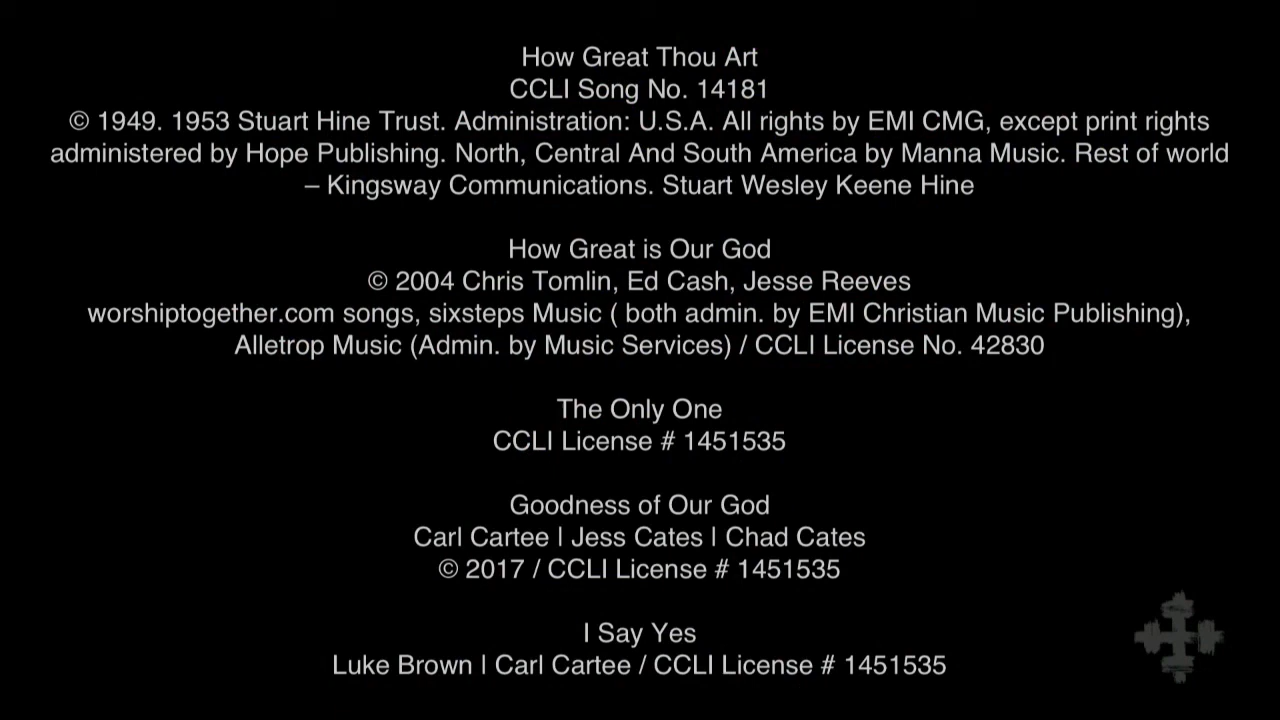 How Great Thou Art
CCLI Song No. 14181
© 1949. 1953 Stuart Hine Trust. Administration: U.S.A. All rights by EMI CMG, except print rights
administered by Hope Publishing. North, Central And South America by Manna Music. Rest of world
– Kingsway Communications. Stuart Wesley Keene Hine
How Great is Our God
© 2004 Chris Tomlin, Ed Cash, Jesse Reeves
worshiptogether.com songs, sixsteps Music ( both admin. by EMI Christian Music Publishing),
Alletrop Music (Admin. by Music Services) / CCLI License No. 42830
The Only One
CCLI License # 1451535
Goodness of Our God
Carl Cartee | Jess Cates | Chad Cates
© 2017 / CCLI License # 1451535
I Say Yes
Luke Brown | Carl Cartee / CCLI License # 1451535